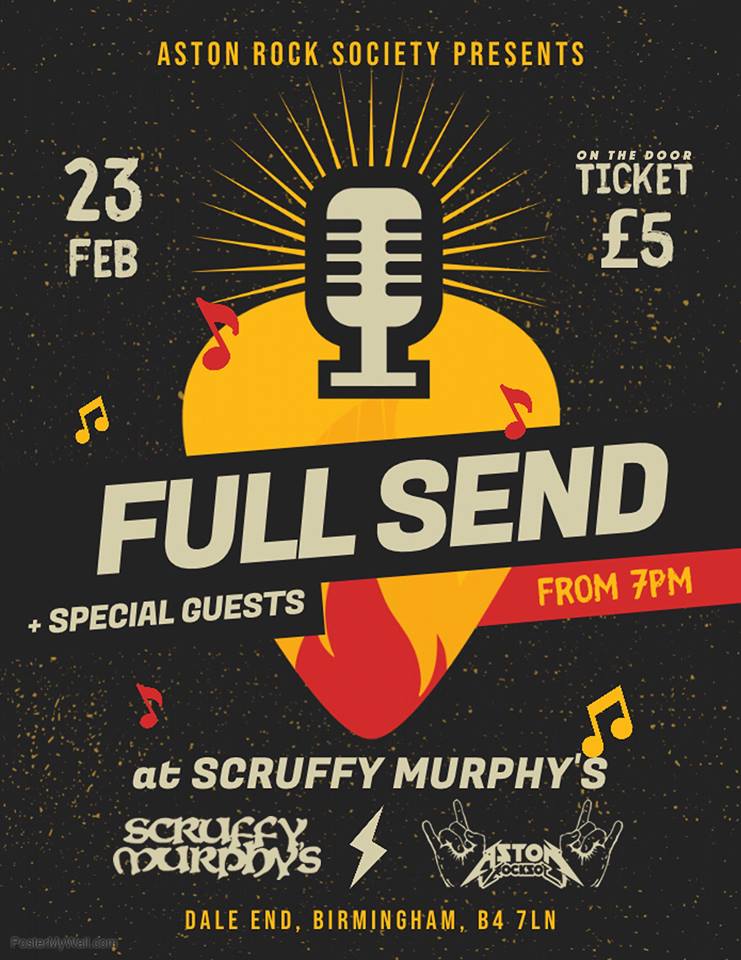 ASTON ROCK SOCIETY PRESENTS
23
FEB
ON THE DOOR
TICKET
£5
FULL SEND
FROM 7PM
+ SPECIAL GUESTS
at SCRUFFY MURPHY'S
SCRUFFY
MURPHY'S
ASTON
ROCKSOC
DALE END, BIRMINGHAM, B4 7LN
PosterMyWall.com